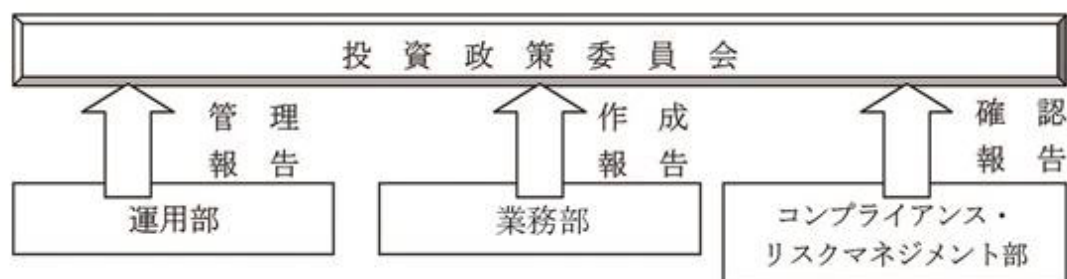 投資政策委員会
管理
報告
作成
報告
確認
報告
運用部
業務部
コンプライアンス・
リスクマネジメント部